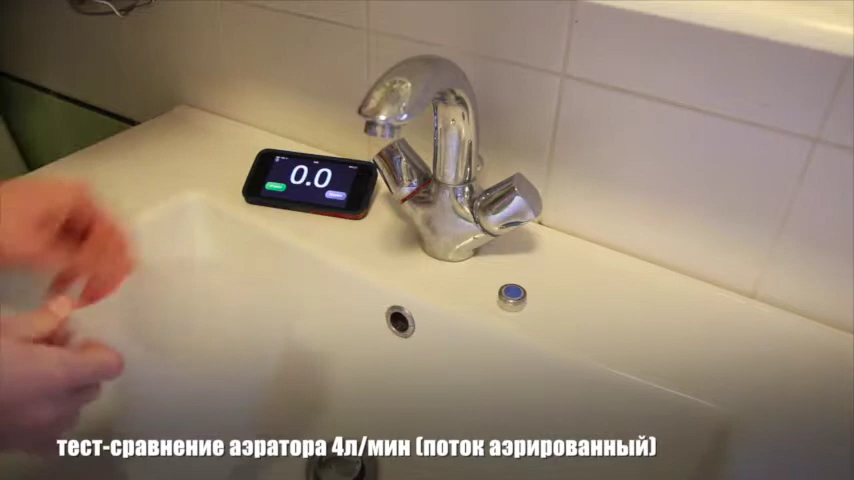 0.0
тест-сравнение аэратора 4л/мин (поток аэрированный)